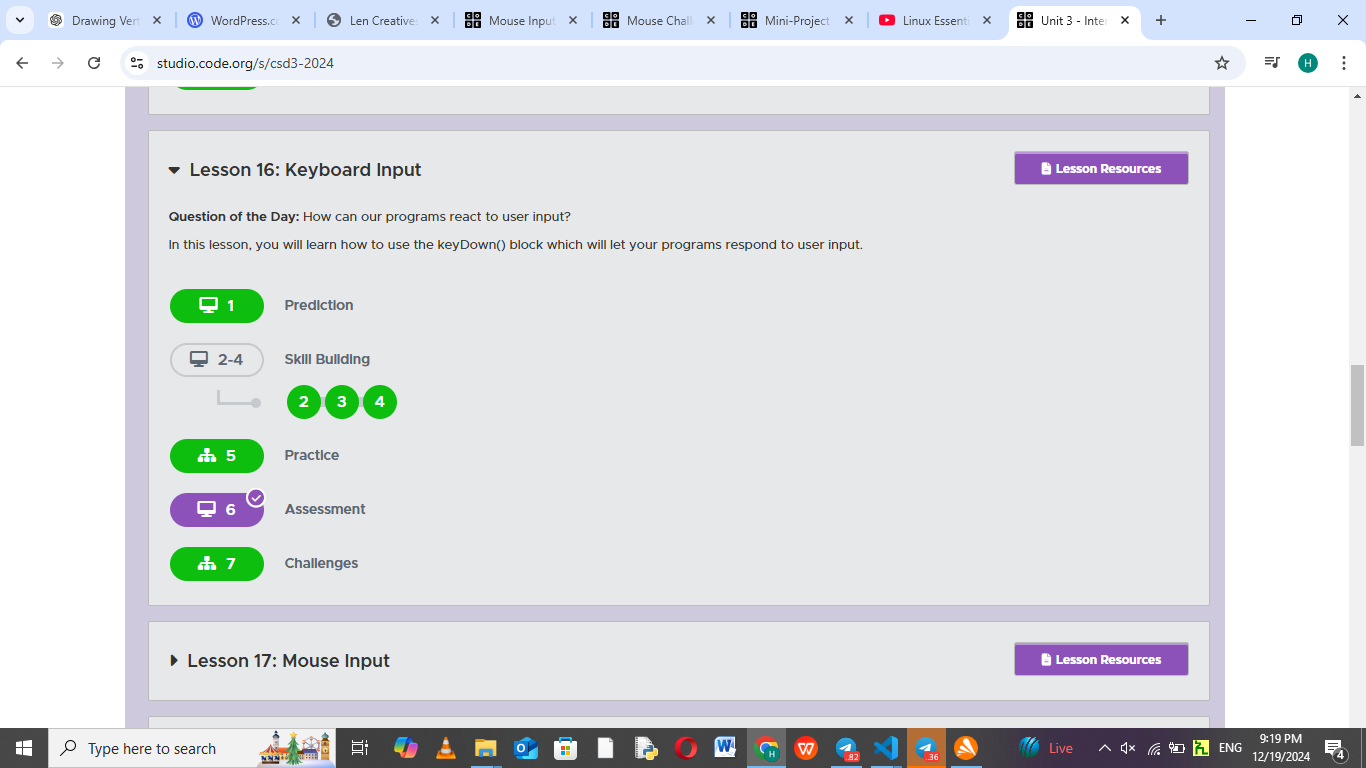 Drawing Vert
WordPress.c
Len Creative
Mouse Input
Mouse Chall
Mini-Project
Linux Essenti
Unit 3 - Inter
studio.code.org/s/csd3-2024
H
Lesson 16: Keyboard Input
Lesson Resources
Question of the Day: How can our programs react to user input?
In this lesson, you will learn how to use the keyDown() block which will let your programs respond to user input.
1 Prediction
2-4 Skill Building
2 3 4
5 Practice
6 Assessment
7 Challenges
Lesson 17: Mouse Input
Lesson Resources
Type here to search
.82
.36
Live
ENG
9:19 PM
12/19/2024
4